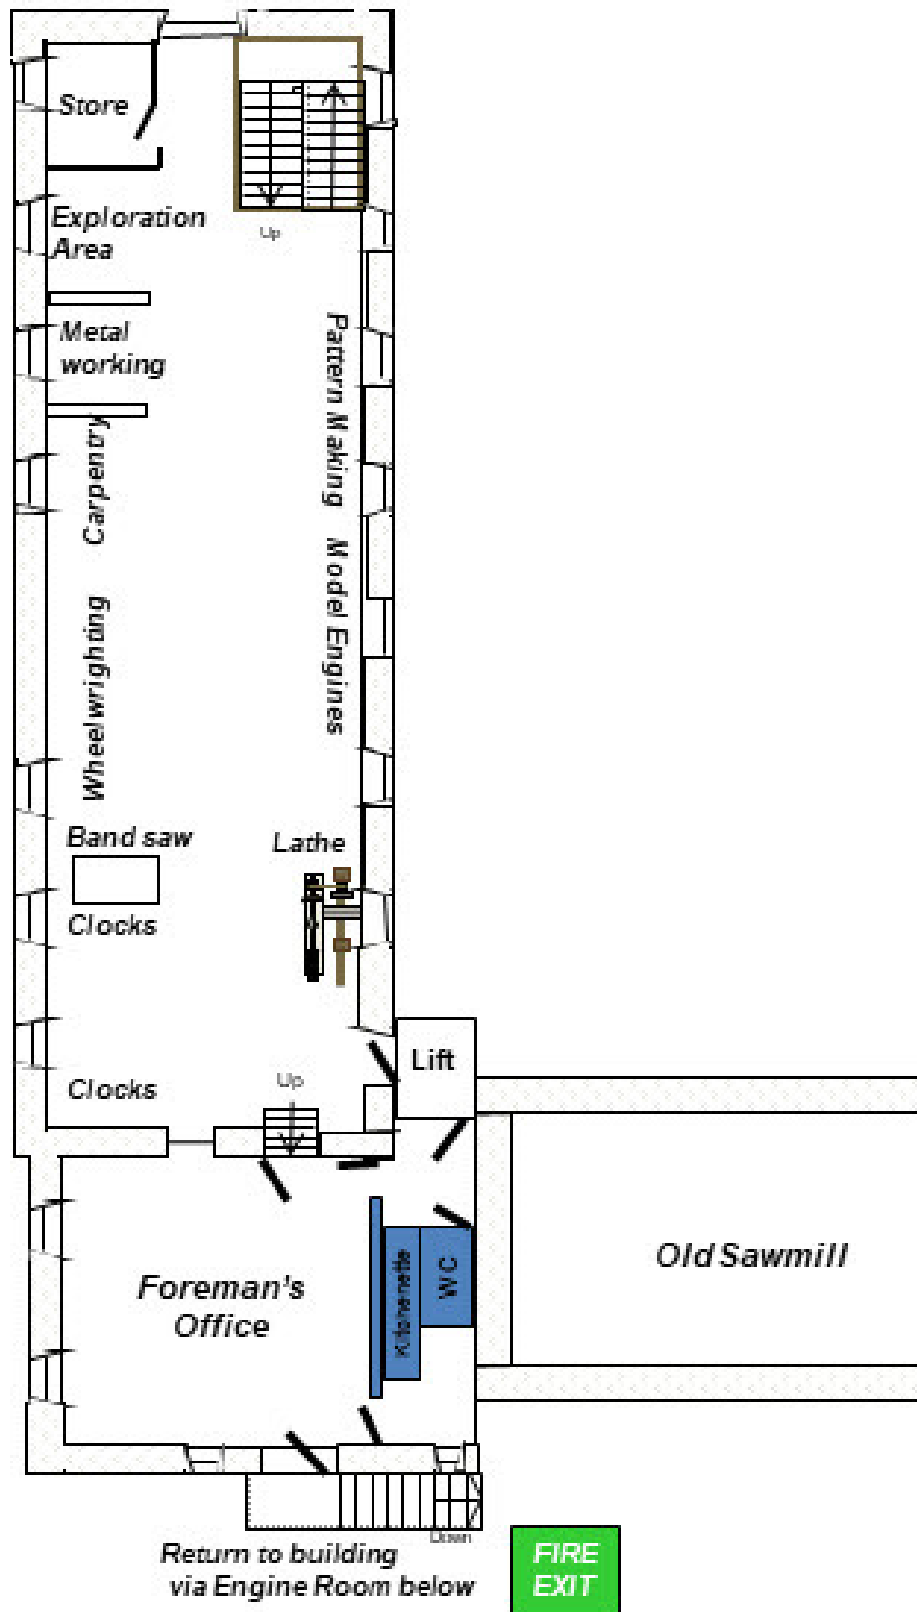 Store
Up
Exploration
Area
Metal
working
Pattern Making
Carpentry
Model Engines
Wheelwrighting
Band saw
Lathe
Clocks
Lift
Up
Clocks
Old Sawmill
Foreman's
Office
Kitchenette
WC
Down
Return to building
via Engine Room below
FIRE
EXIT